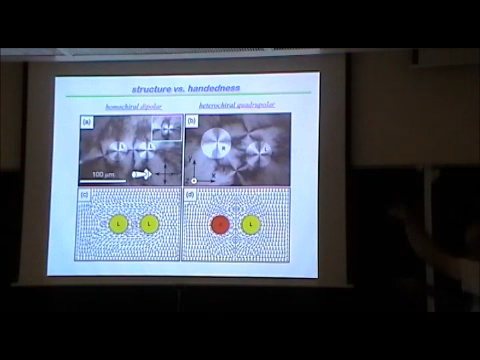 structure vs. handedness
homochiral dipolar
heterochiral quadrupolar
(a)
(b)
L
L
R
L
100 μm
(c)
(d)
L
L
L